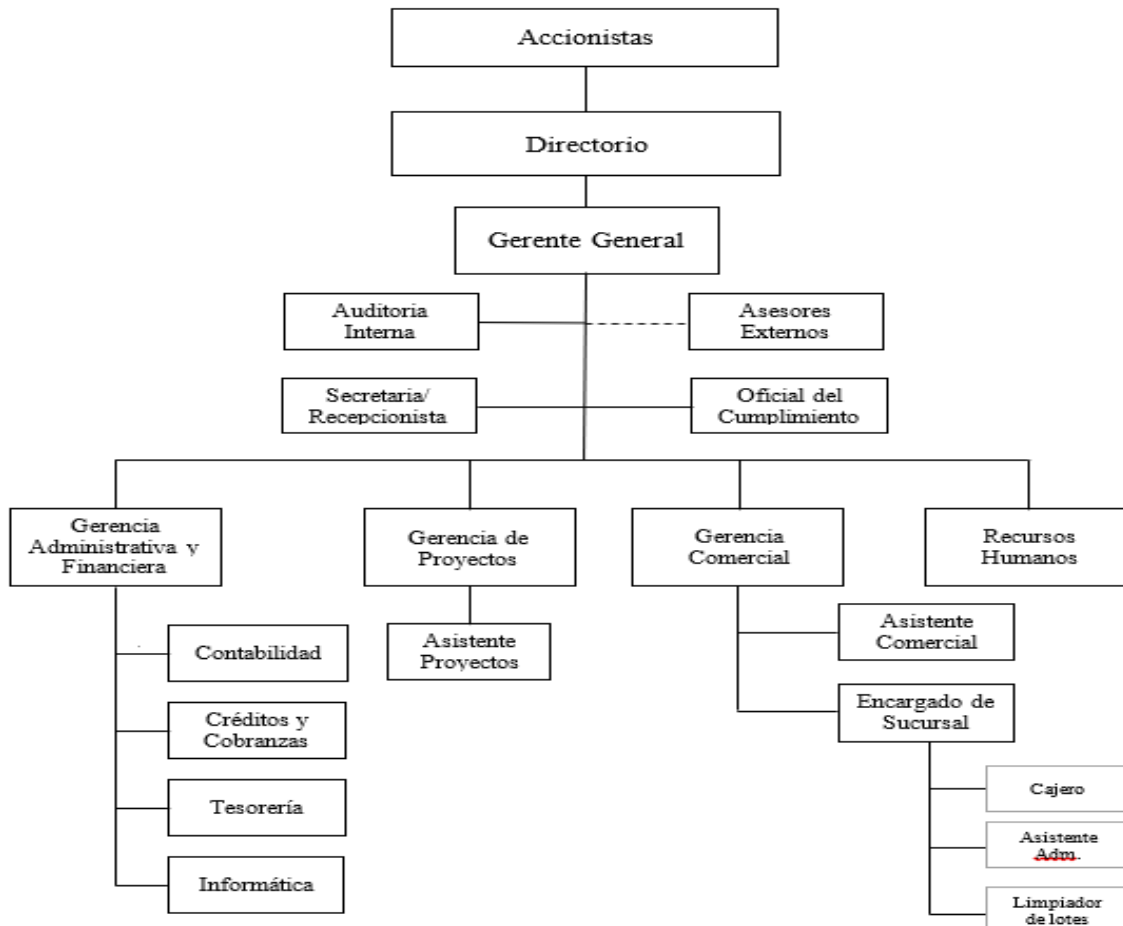 Accionistas
Directorio
Gerente General
Auditoria
Interna
Asesores
Externos
Secretaria/
Recepcionista
Oficial del
Cumplimiento
Gerencia
Administrativa y
Financiera
Gerencia de
Proyectos
Gerencia
Comercial
Recursos
Humanos
Contabilidad
Créditos y
Cobranzas
Tesorería
Informática
Asistente
Proyectos
Asistente
Comercial
Encargado de
Sucursal
Cajero
Asistente
Adm.
Limpiador
de lotes